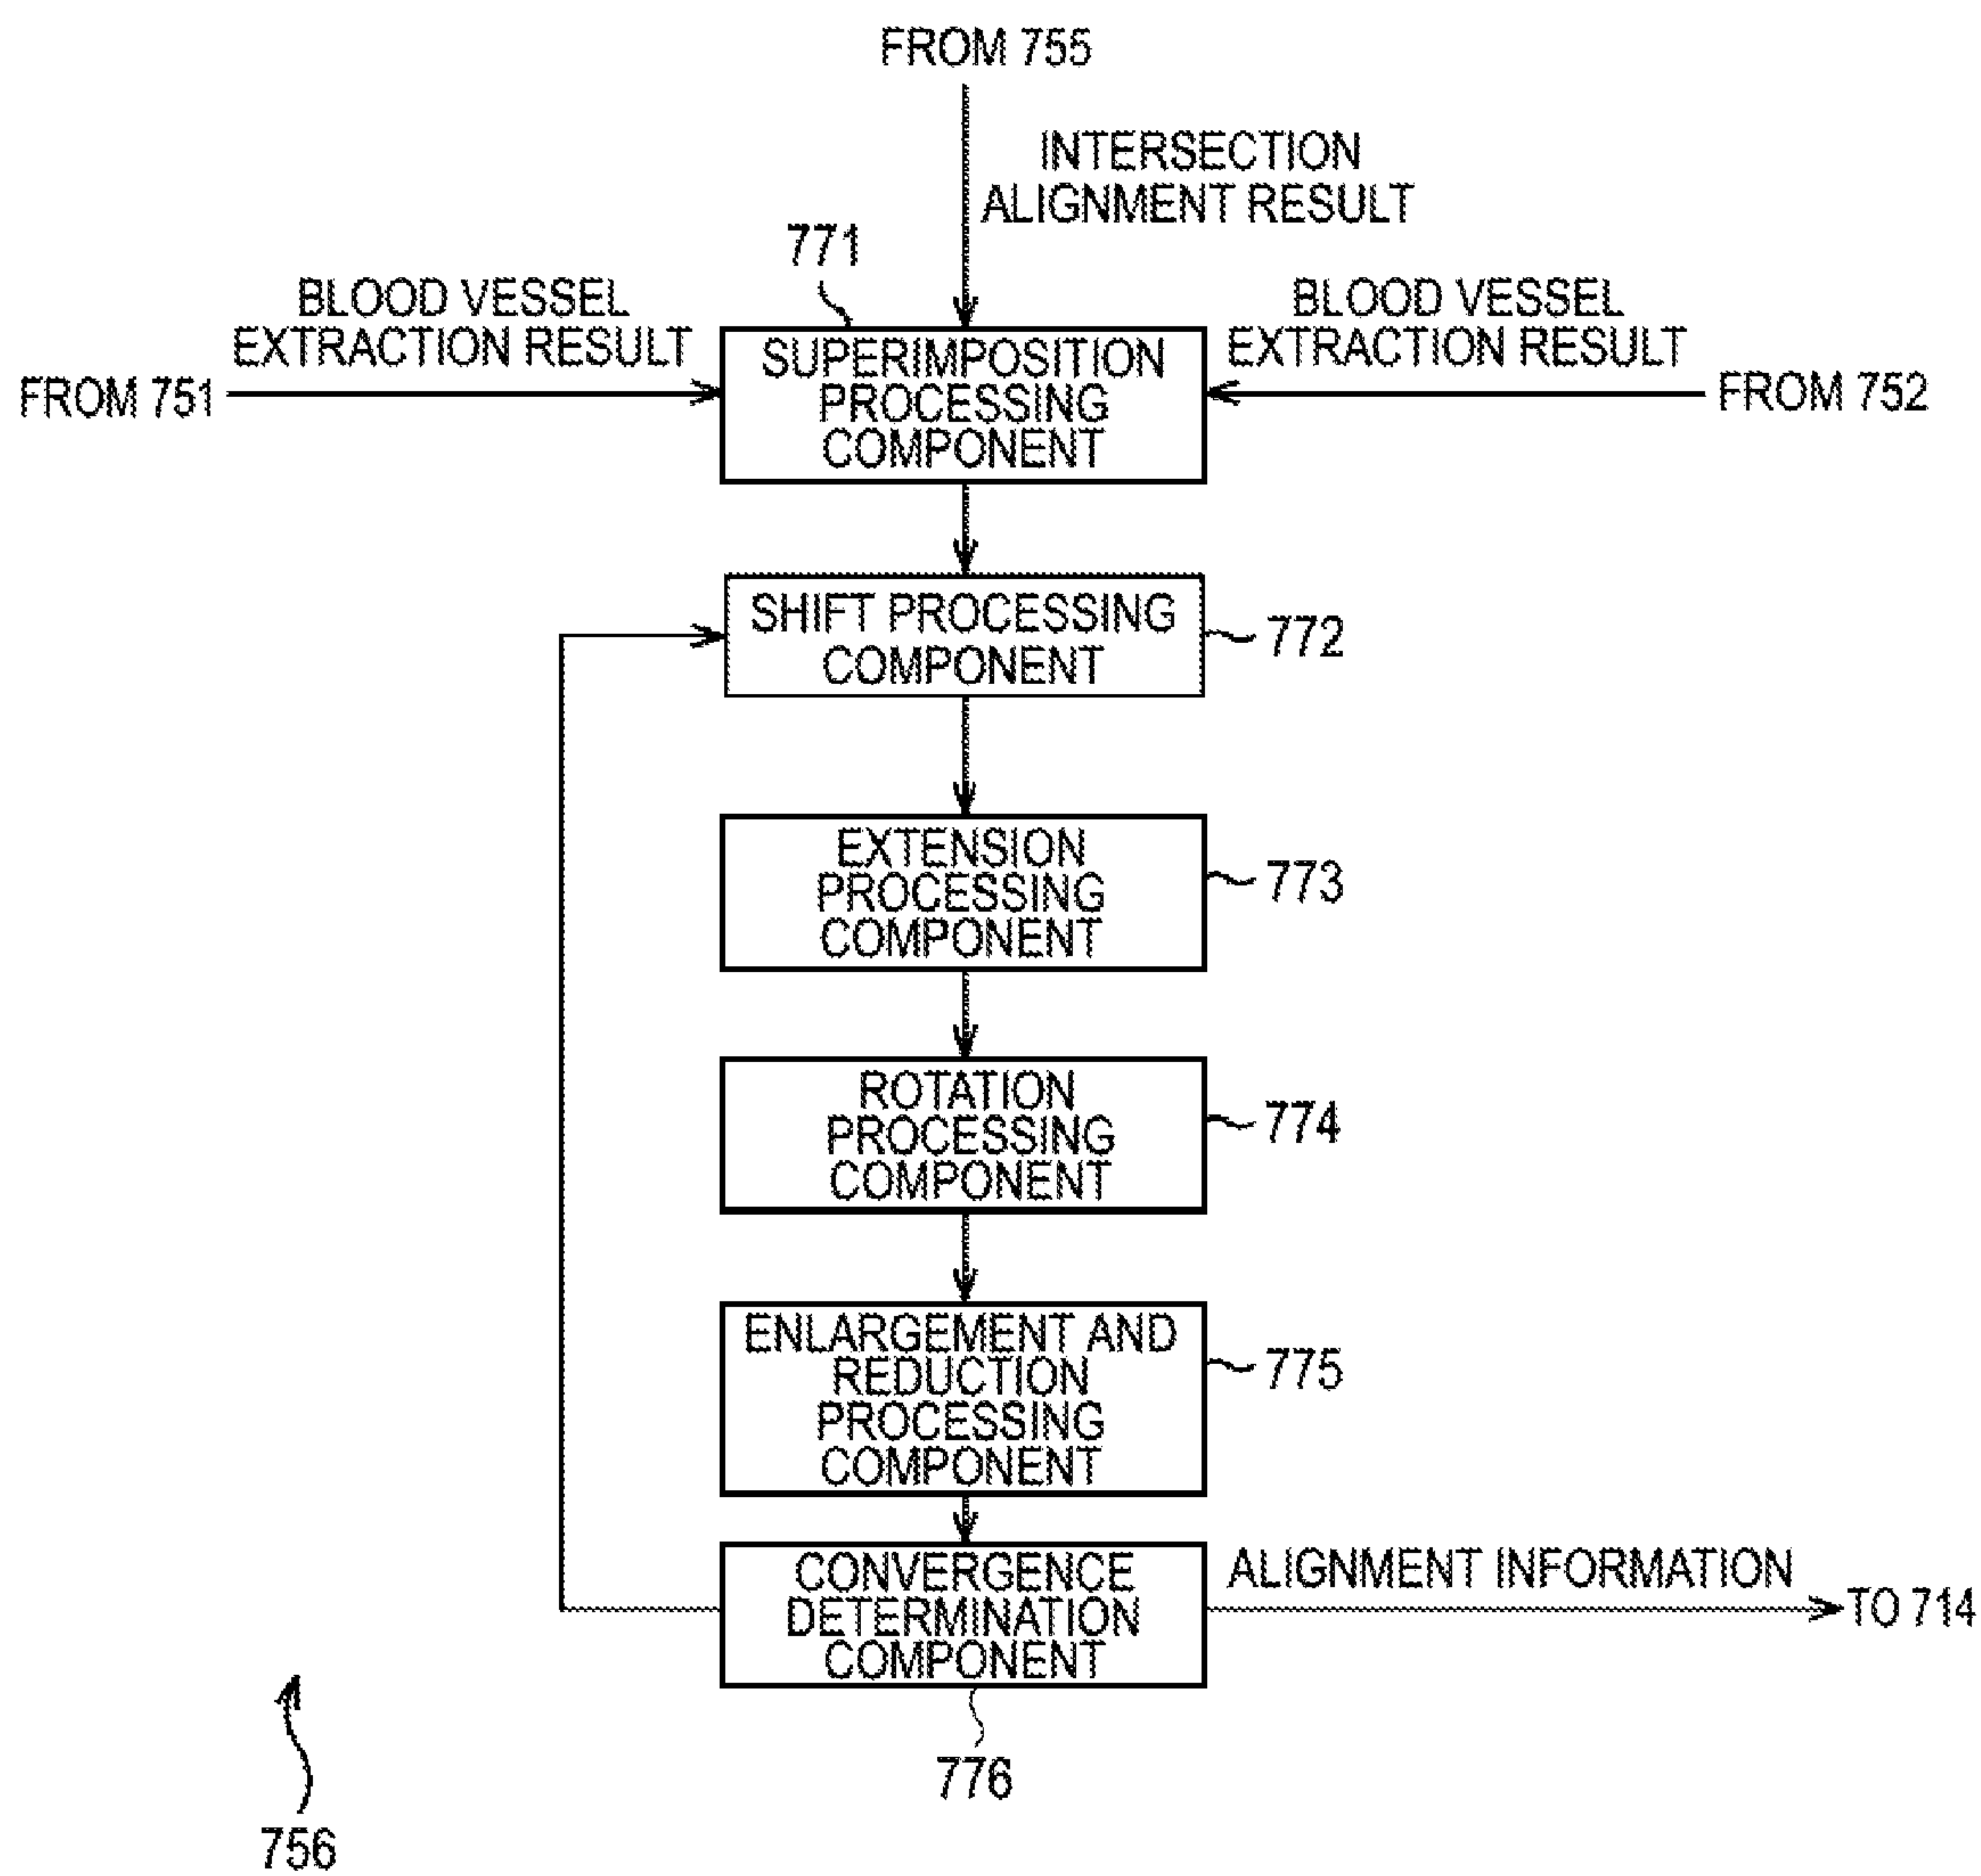 FROM 755
INTERSECTION
ALIGNMENT RESULT
771
BLOOD VESSEL
EXTRACTION RESULT
BLOOD VESSEL
EXTRACTION RESULT
FROM 751
SUPERIMPOSITION
PROCESSING
COMPONENT
FROM 752
SHIFT PROCESSING
COMPONENT
772
EXTENSION
PROCESSING
COMPONENT
773
ROTATION
PROCESSING
COMPONENT
774
ENLARGEMENT AND
REDUCTION
PROCESSING
COMPONENT
775
CONVERGENCE
DETERMINATION
COMPONENT
ALIGNMENT INFORMATION
TO 714
776
756